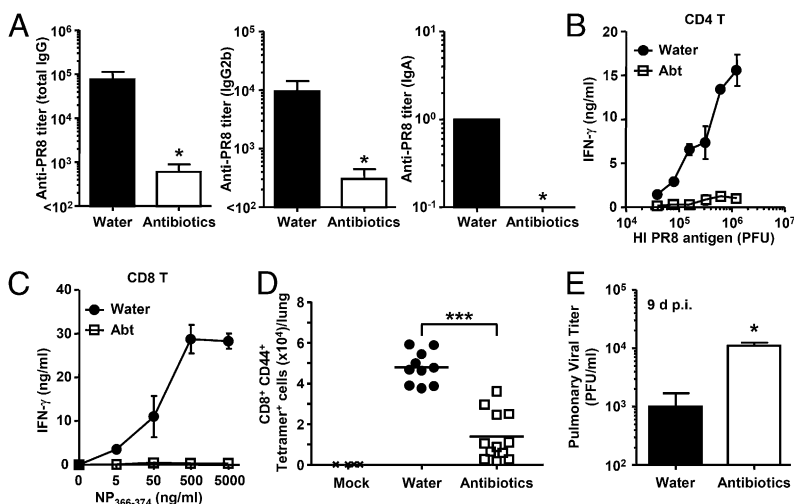 A
Anti-PR8 titer (total IgG)
10⁶
10⁵
10⁴
10³
<10²
*
Water Antibiotics
Anti-PR8 titer (IgG2b)
10⁶
10⁴
10³
<10²
*
Water Antibiotics
Anti-PR8 titer (IgA)
10¹
10⁰
10⁻¹
*
Water Antibiotics
B
CD4 T
Water
Abt
IFN-γ (ng/ml)
20
15
10
5
0
10⁴ 10⁵ 10⁶ 10⁷
HI PR8 antigen (PFU)
C
CD8 T
Water
Abt
IFN-γ (ng/ml)
40
30
20
10
0
0 5 50 500 5000
NP₃₆₆₋₃₇₄ (ng/ml)
D
CD8⁺ CD44⁺
Tetramer⁺ cells (x10⁴)/lung
8
6
4
2
0
***
Mock Water Antibiotics
E
9 d p.i.
Pulmonary Viral Titer
(PFU/ml)
10⁵
10⁴
10³
10²
*
Water Antibiotics